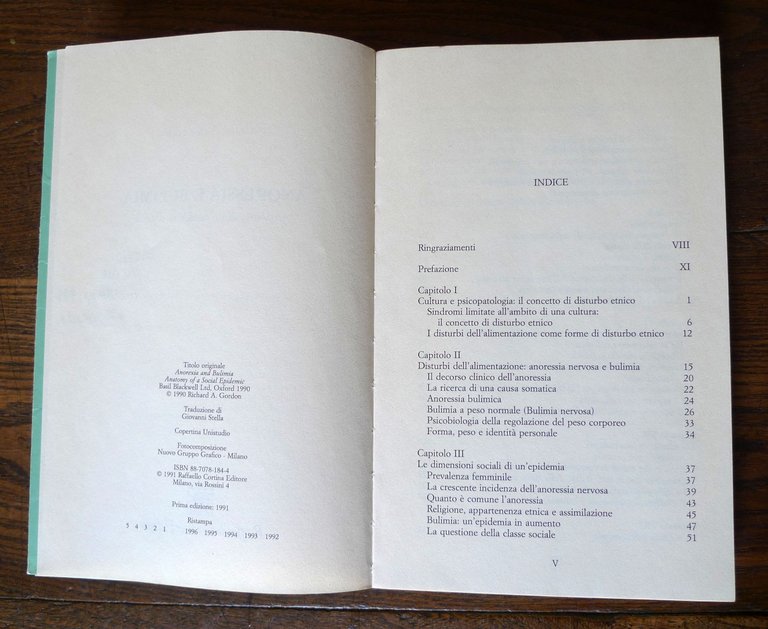 Titolo originale
Anoressia and Bulimia
Anatomy of a Social Epidemic
Basil Blackwell Ltd, Oxford 1990
© 1990 Richard A. Gordon
Traduzione di
Giovanni Stella
Copertina Unistudio
Fotocomposizione
Nuovo Gruppo Grafico - Milano
ISBN 88-7078-184-4
© 1991 Raffaello Cortina Editore
Milano, via Rossini 4
Prima edizione: 1991
Ristampa
5 4 3 2 1 1996 1995 1994 1993 1992
INDICE
Ringraziamenti VIII
Prefazione XI
Capitolo I
Cultura e psicopatologia: il concetto di disturbo etnico 1
Sindromi limitate all'ambito di una cultura:
il concetto di disturbo etnico 6
I disturbi dell'alimentazione come forme di disturbo etnico 12
Capitolo II
Disturbi dell'alimentazione: anoressia nervosa e bulimia 15
Il decorso clinico dell'anoressia 20
La ricerca di una causa somatica 22
Anoressia bulimica 24
Bulimia a peso normale (Bulimia nervosa) 26
Psicobiologia della regolazione del peso corporeo 33
Forma, peso e identità personale 34
Capitolo III
Le dimensioni sociali di un'epidemia 37
Prevalenza femminile 37
La crescente incidenza dell'anoressia nervosa 39
Quanto è comune l'anoressia 43
Religione, appartenenza etnica e assimilazione 45
Bulimia: un'epidemia in aumento 47
La questione della classe sociale 51
V